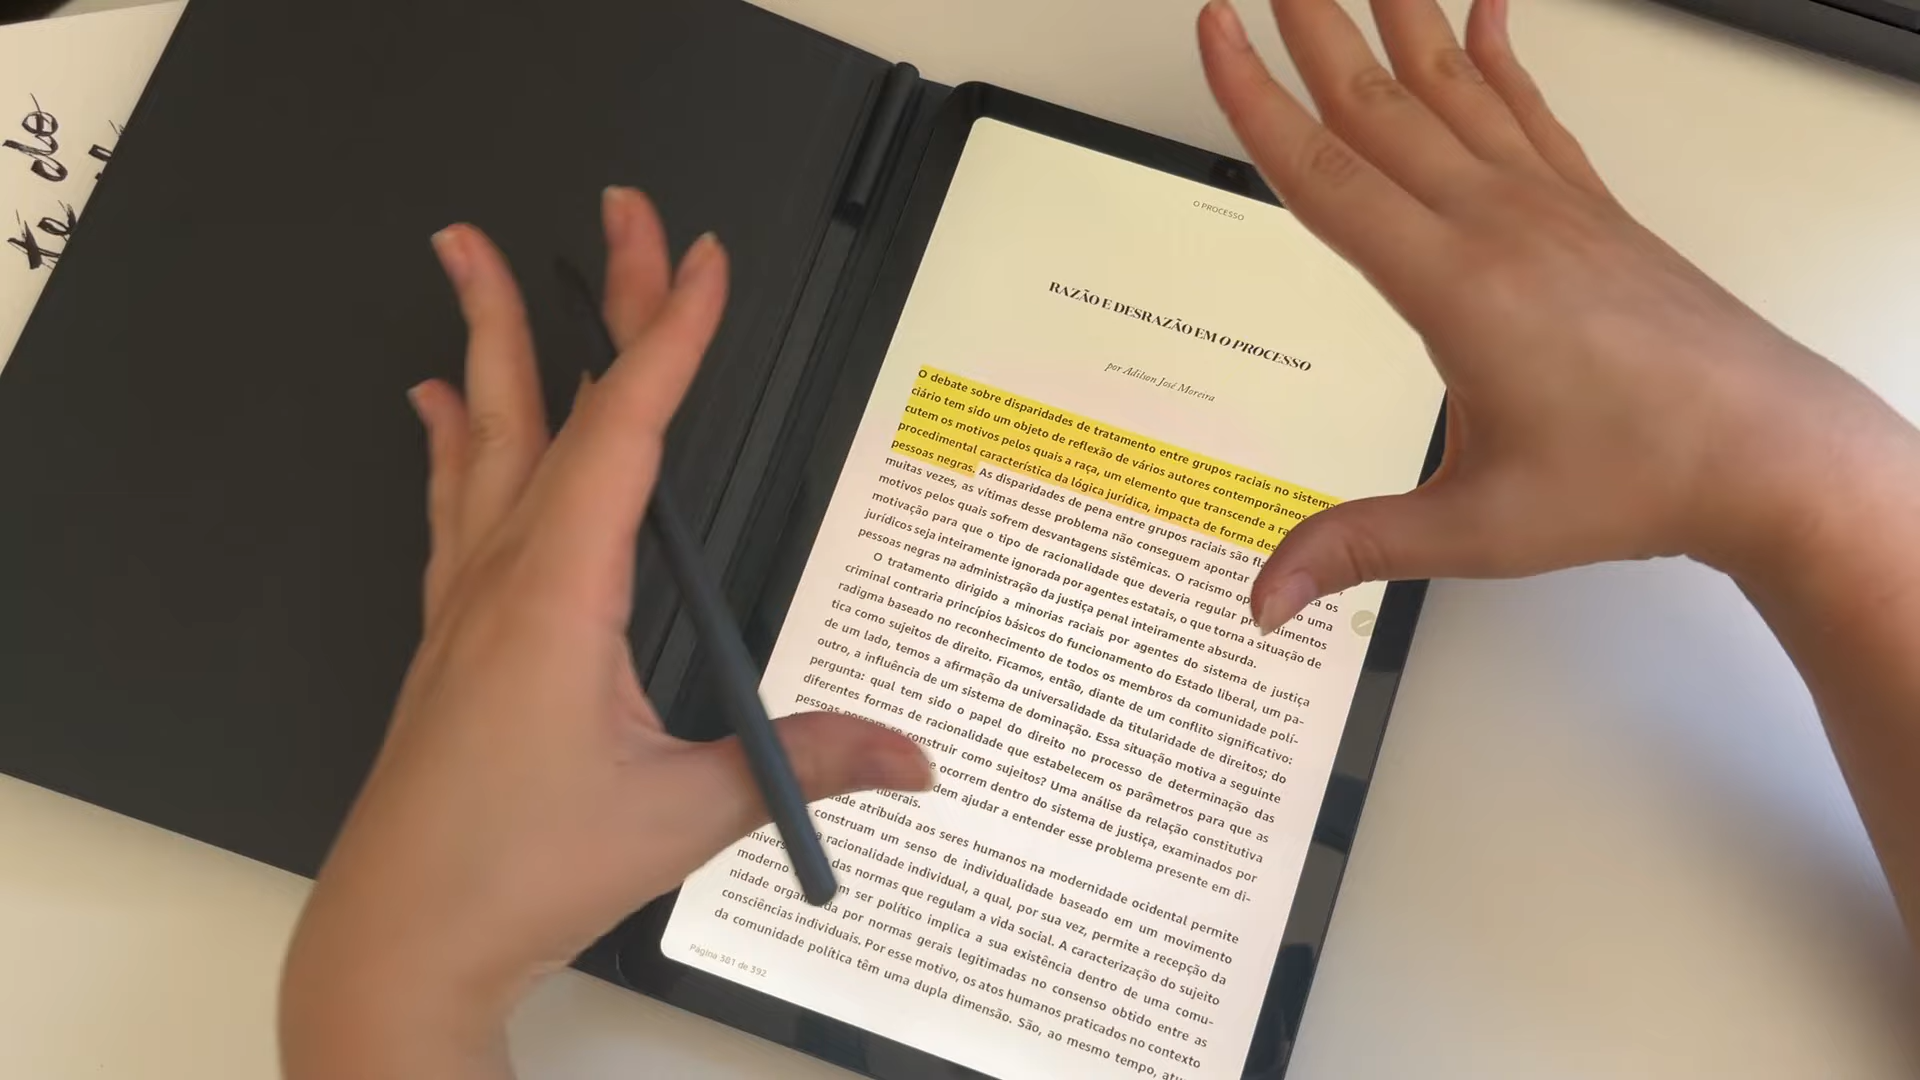 do
te
O PROCESSO
RAZÃO E DESRAZÃO EM O PROCESSO
por Adilson José Moreira
O debate sobre disparidades de tratamento entre grupos raciais no sistema
ciário tem sido um objeto de reflexão de vários autores contemporâneos
cutem os motivos pelos quais a raça, um elemento que transcende a
procedimental característica da lógica jurídica, impacta de forma
pessoas negras. As disparidades de pena entre grupos raciais são
muitas vezes, as vítimas desse problema não conseguem apontar os
motivos pelos quais sofrem desvantagens sistêmicas. O racismo uma
motivação para que o tipo de racionalidade que deveria regular
jurídicos seja inteiramente ignorada por agentes estatais, o que torna a situação de
pessoas negras na administração da justiça penal inteiramente absurda.
O tratamento dirigido a minorias raciais por agentes do sistema de justiça
criminal contraria princípios básicos do funcionamento do Estado liberal, um pa-
radigma baseado no reconhecimento de todos os membros da comunidade polí-
tica como sujeitos de direito. Ficamos, então, diante de um conflito significativo:
de um lado, temos a afirmação da universalidade da titularidade de direitos; do
outro, a influência de um sistema de dominação. Essa situação motiva a seguinte
pergunta: qual tem sido o papel do direito no processo de determinação das
diferentes formas de racionalidade que estabelecem os parâmetros para que as
pessoas possam se construir como sujeitos? Uma análise da relação constitutiva
ocorrem dentro do sistema de justiça, examinados por
ajudar a entender esse problema presente em di-
liberais.
atribuída aos seres humanos na modernidade ocidental permite
construam um senso de individualidade baseado em um movimento
a racionalidade individual, a qual, por sua vez, permite a recepção da
das normas que regulam a vida social. A caracterização do sujeito
moderno ser político implica a sua existência dentro de uma comu-
nidade por normas gerais legitimadas no consenso obtido entre as
consciências individuais. Por esse motivo, os atos humanos praticados no contexto
da comunidade política têm uma dupla dimensão. São, ao mesmo tempo,
Página 381 de 392